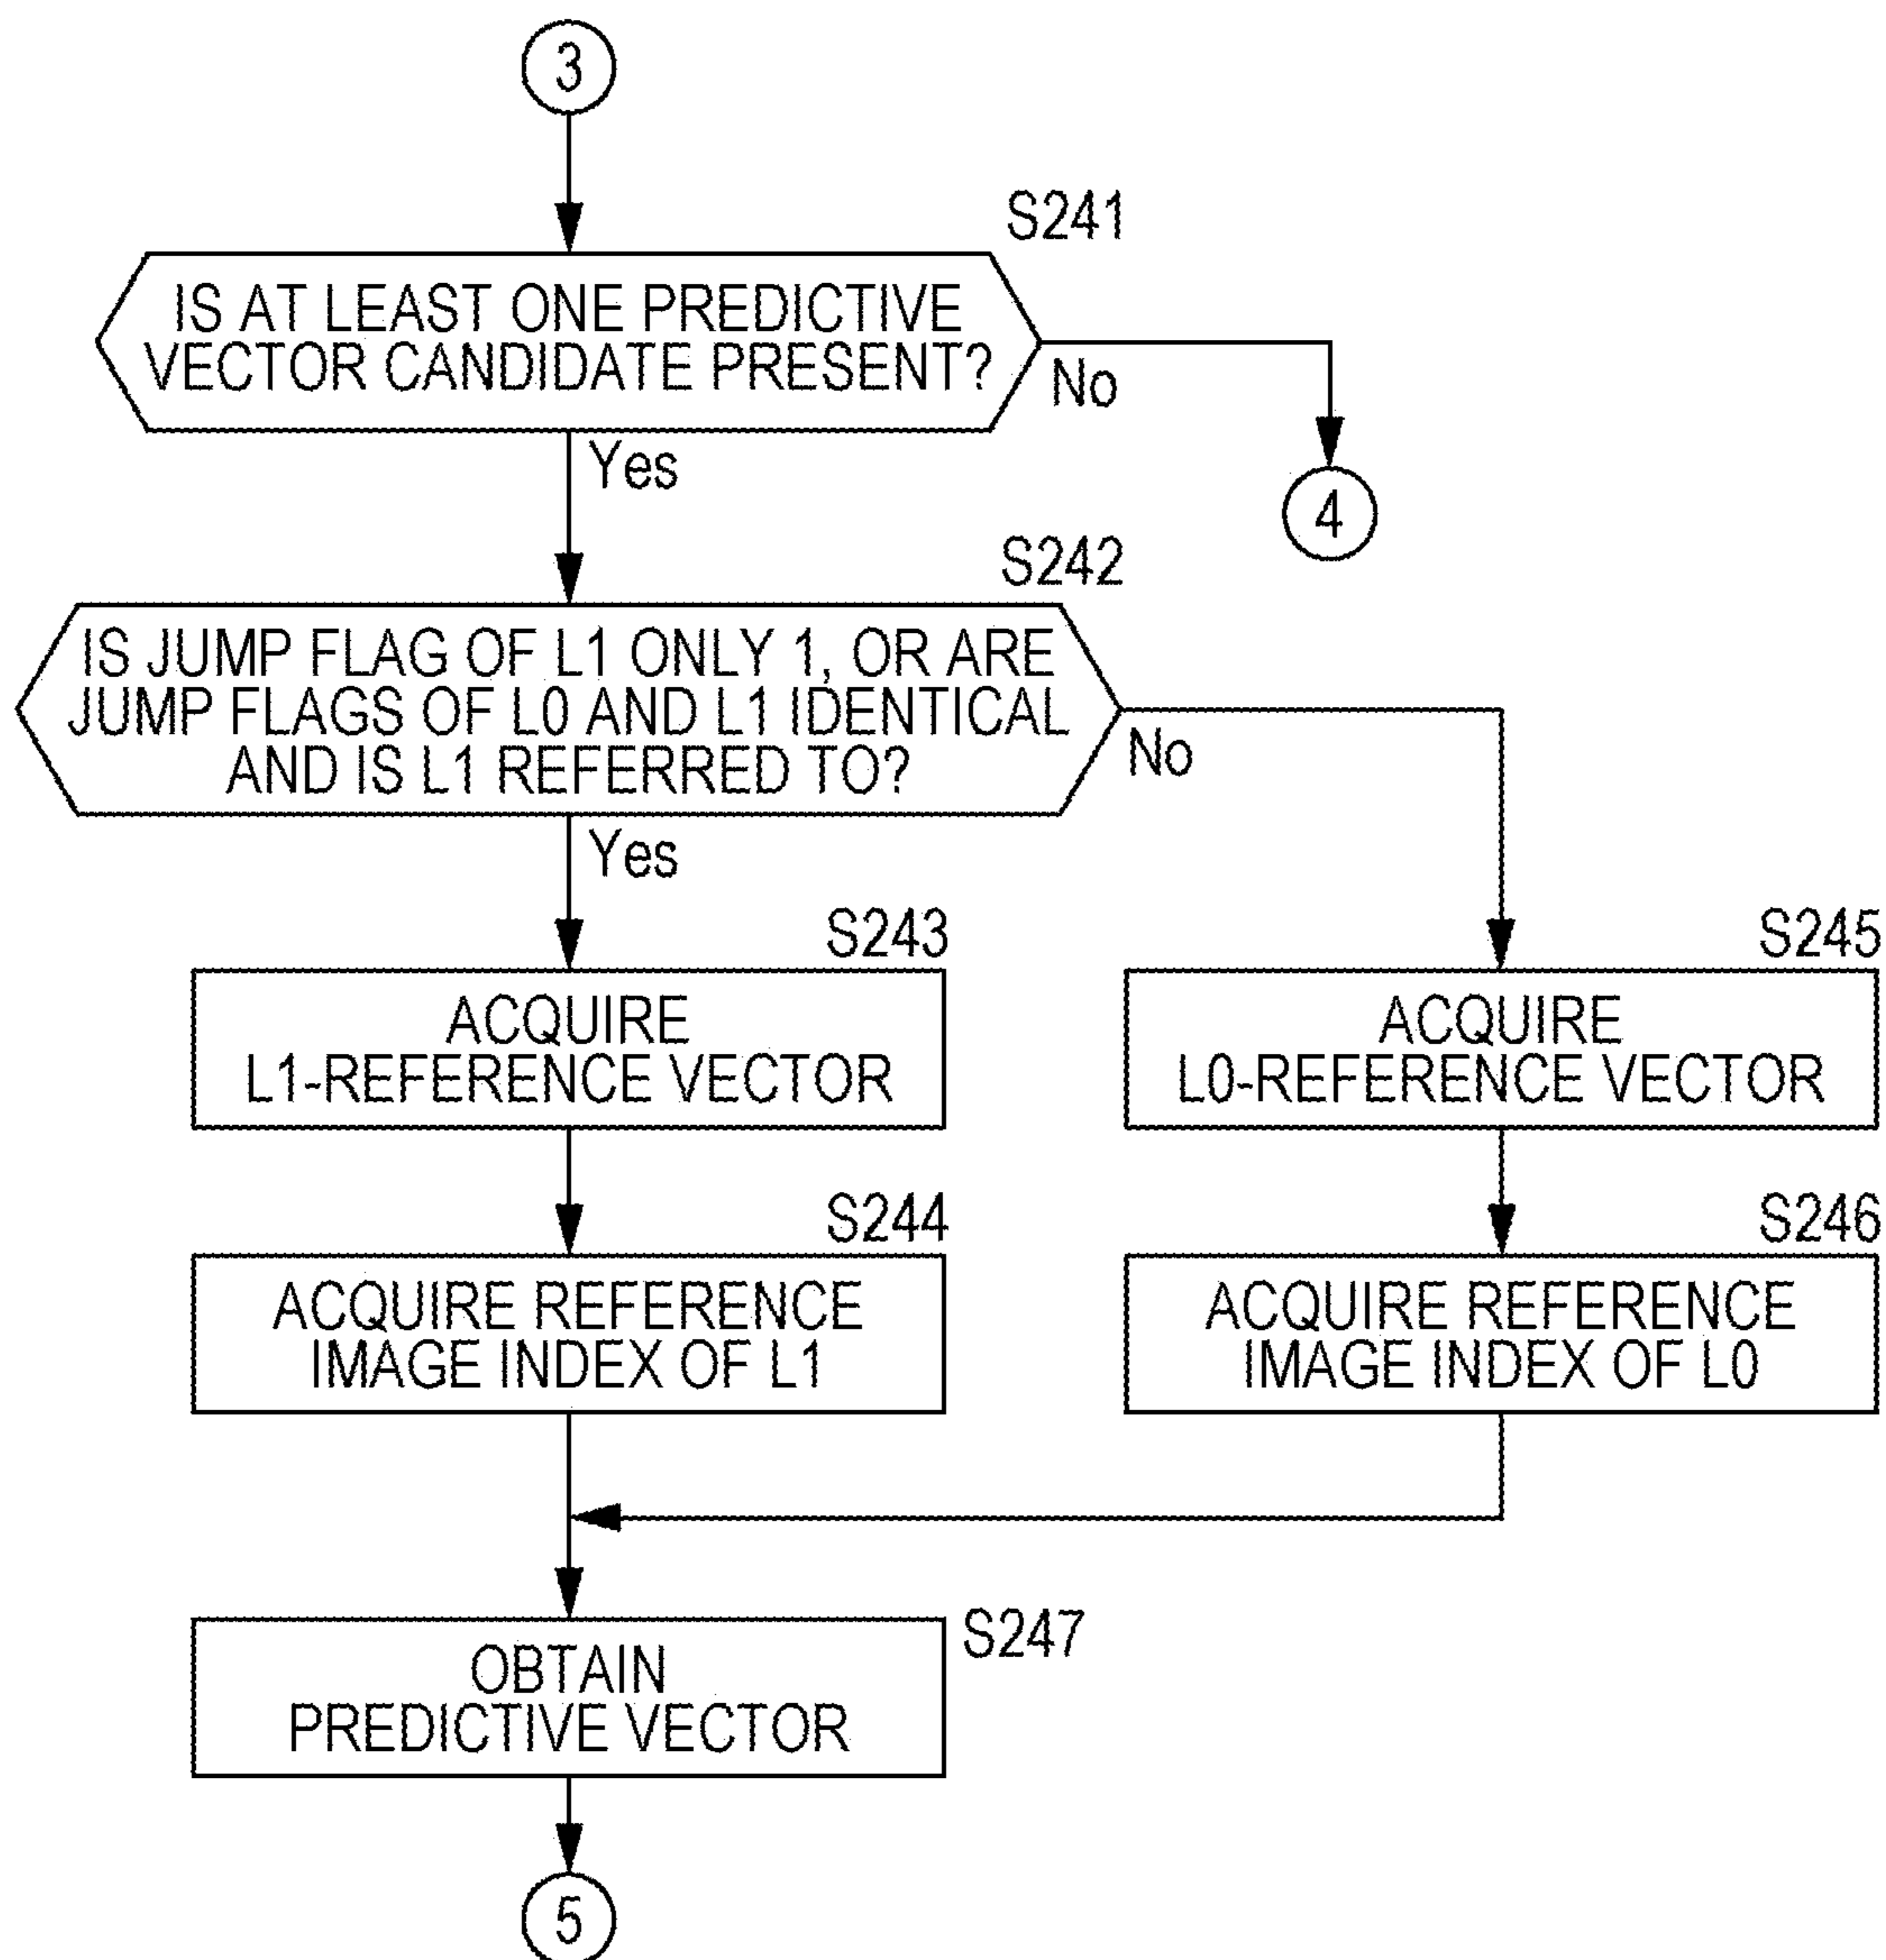 3
S241
IS AT LEAST ONE PREDICTIVE
VECTOR CANDIDATE PRESENT?
No
Yes
4
S242
IS JUMP FLAG OF L1 ONLY 1, OR ARE
JUMP FLAGS OF L0 AND L1 IDENTICAL
AND IS L1 REFERRED TO?
No
Yes
S243
ACQUIRE
L1-REFERENCE VECTOR
S245
ACQUIRE
L0-REFERENCE VECTOR
S244
ACQUIRE REFERENCE
IMAGE INDEX OF L1
S246
ACQUIRE REFERENCE
IMAGE INDEX OF L0
S247
OBTAIN
PREDICTIVE VECTOR
5